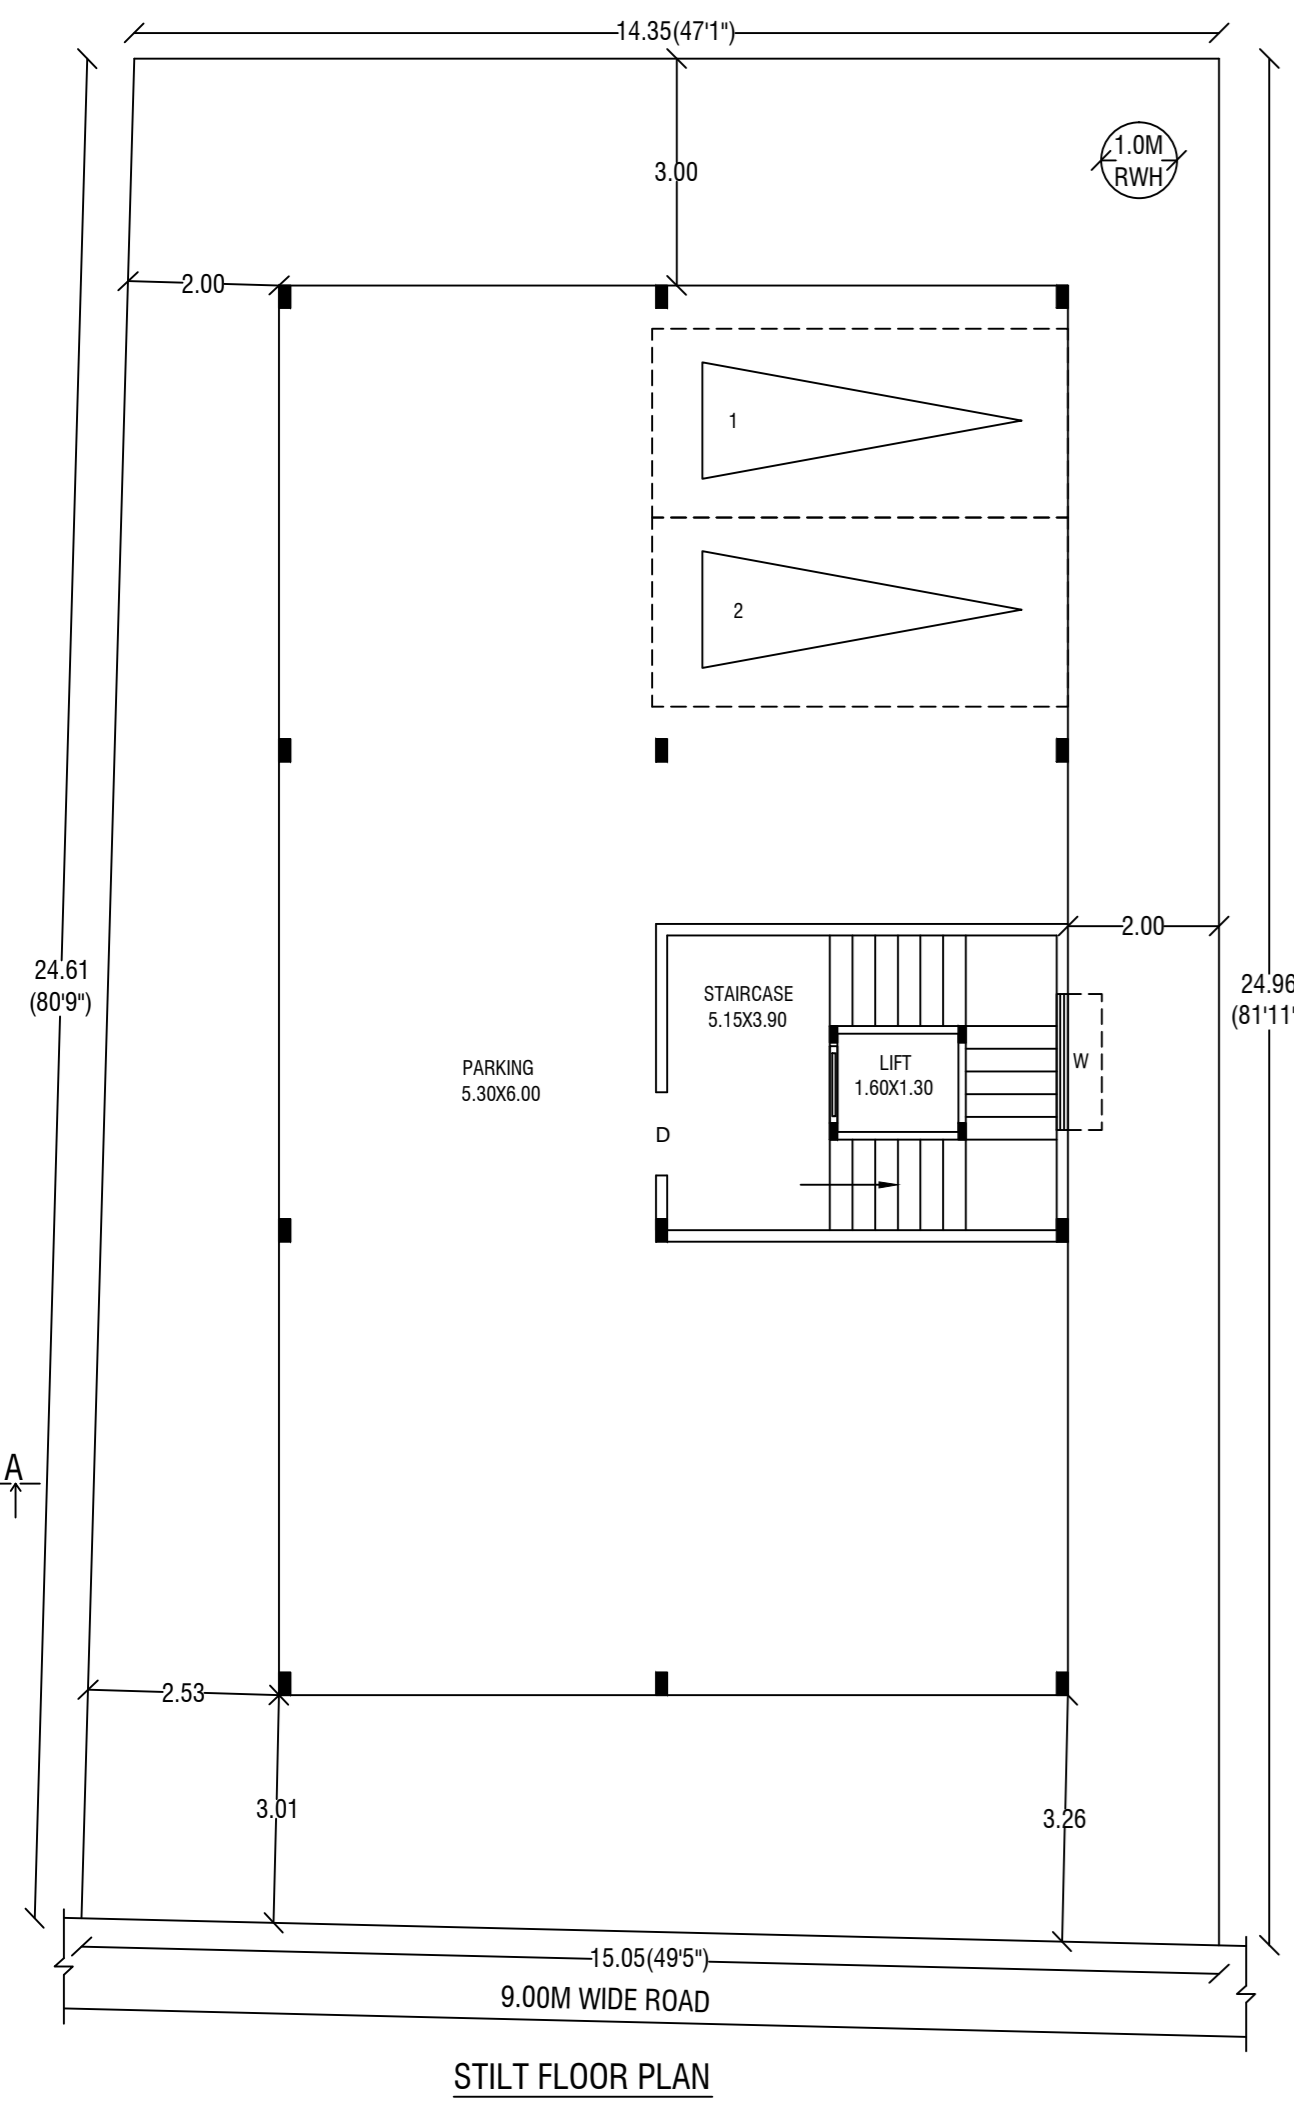 14.35(47'1")
1.0M
RWH
3.00
2.00
1
2
2.00
24.61
(80'9")
24.96
(81'11"
STAIRCASE
5.15X3.90
LIFT
1.60X1.30
W
PARKING
5.30X6.00
D
A
2.53
3.01
3.26
15.05(49'5")
9.00M WIDE ROAD
STILT FLOOR PLAN